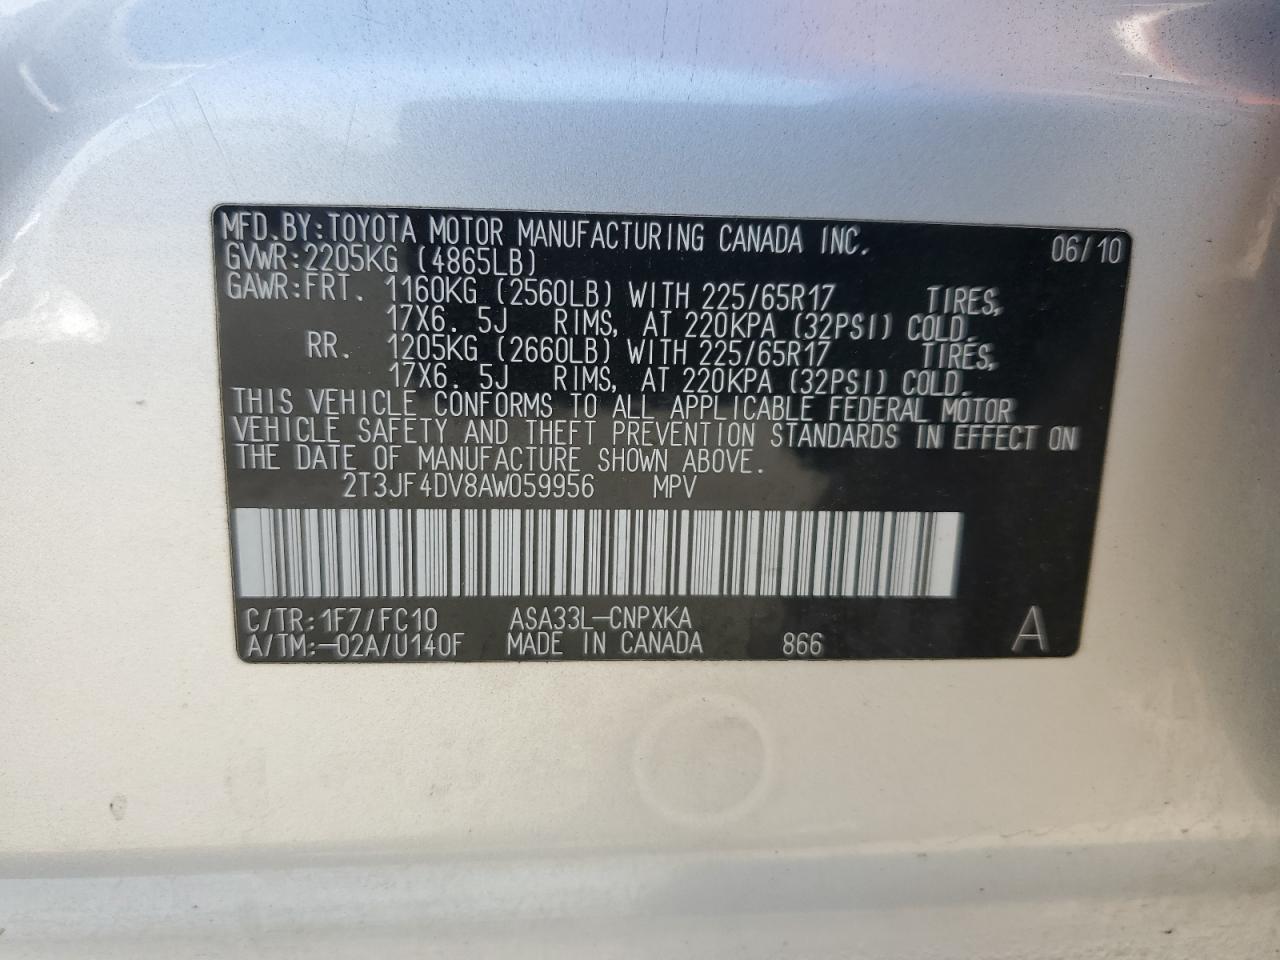 MFD.BY:TOYOTA MOTOR MANUFACTURING CANADA INC. 06/10
GVWR:2205KG (4865LB)
GAWR:FRT. 1160KG (2560LB) WITH 225/65R17 TIRES,
17X6.5J RIMS, AT 220KPA (32PSI) COLD.
RR. 1205KG (2660LB) WITH 225/65R17 TIRES,
17X6.5J RIMS, AT 220KPA (32PSI) COLD.
THIS VEHICLE CONFORMS TO ALL APPLICABLE FEDERAL MOTOR
VEHICLE SAFETY AND THEFT PREVENTION STANDARDS IN EFFECT ON
THE DATE OF MANUFACTURE SHOWN ABOVE.
2T3JF4DV8AW059956 MPV
C/TR:1F7/FC10 ASA33L-CNPXKA
A/TM:-02A/U140F MADE IN CANADA 866 A